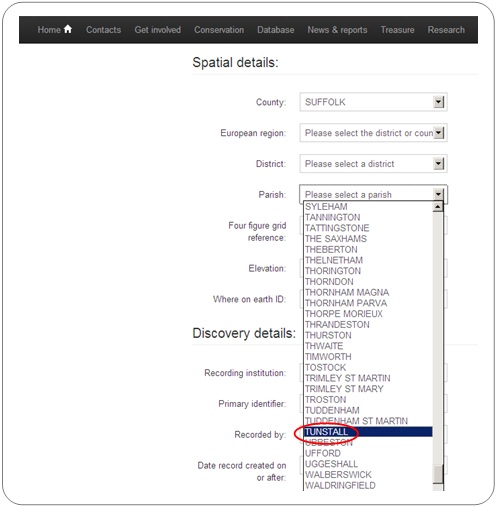 Home Contacts Get involved Conservation Database News & reports Treasure Research
Spatial details:
County: SUFFOLK
European region: Please select the district or coun
District: Please select a district
Parish: Please select a parish
SYLEHAM
TANNINGTON
TATTINGSTONE
THE SAXHAMS
THEBERTON
THELNETHAM
THORINGTON
THORNDON
THORNHAM MAGNA
THORNHAM PARVA
THORPE MORIEUX
THRANDESTON
THURSTON
THWAITE
TIMWORTH
TOSTOCK
TRIMLEY ST MARTIN
TRIMLEY ST MARY
TROSTON
TUDDENHAM
TUDDENHAM ST MARTIN
TUNSTALL
UBBESTON
UFFORD
UGGESHALL
WALBERSWICK
WALDRINGFIELD
Four figure grid
reference:
Elevation:
Where on earth ID:
Discovery details:
Recording institution:
Primary identifier:
Recorded by:
Date record created on
or after: